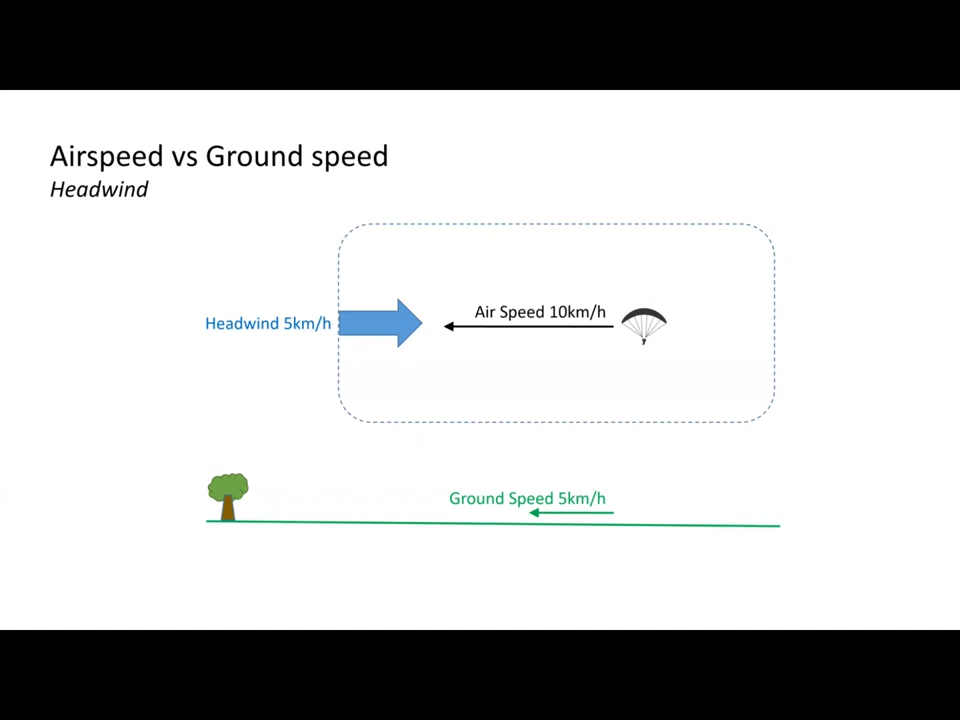 Airspeed vs Ground speed
Headwind
Air Speed 10km/h
Headwind 5km/h
Ground Speed 5km/h